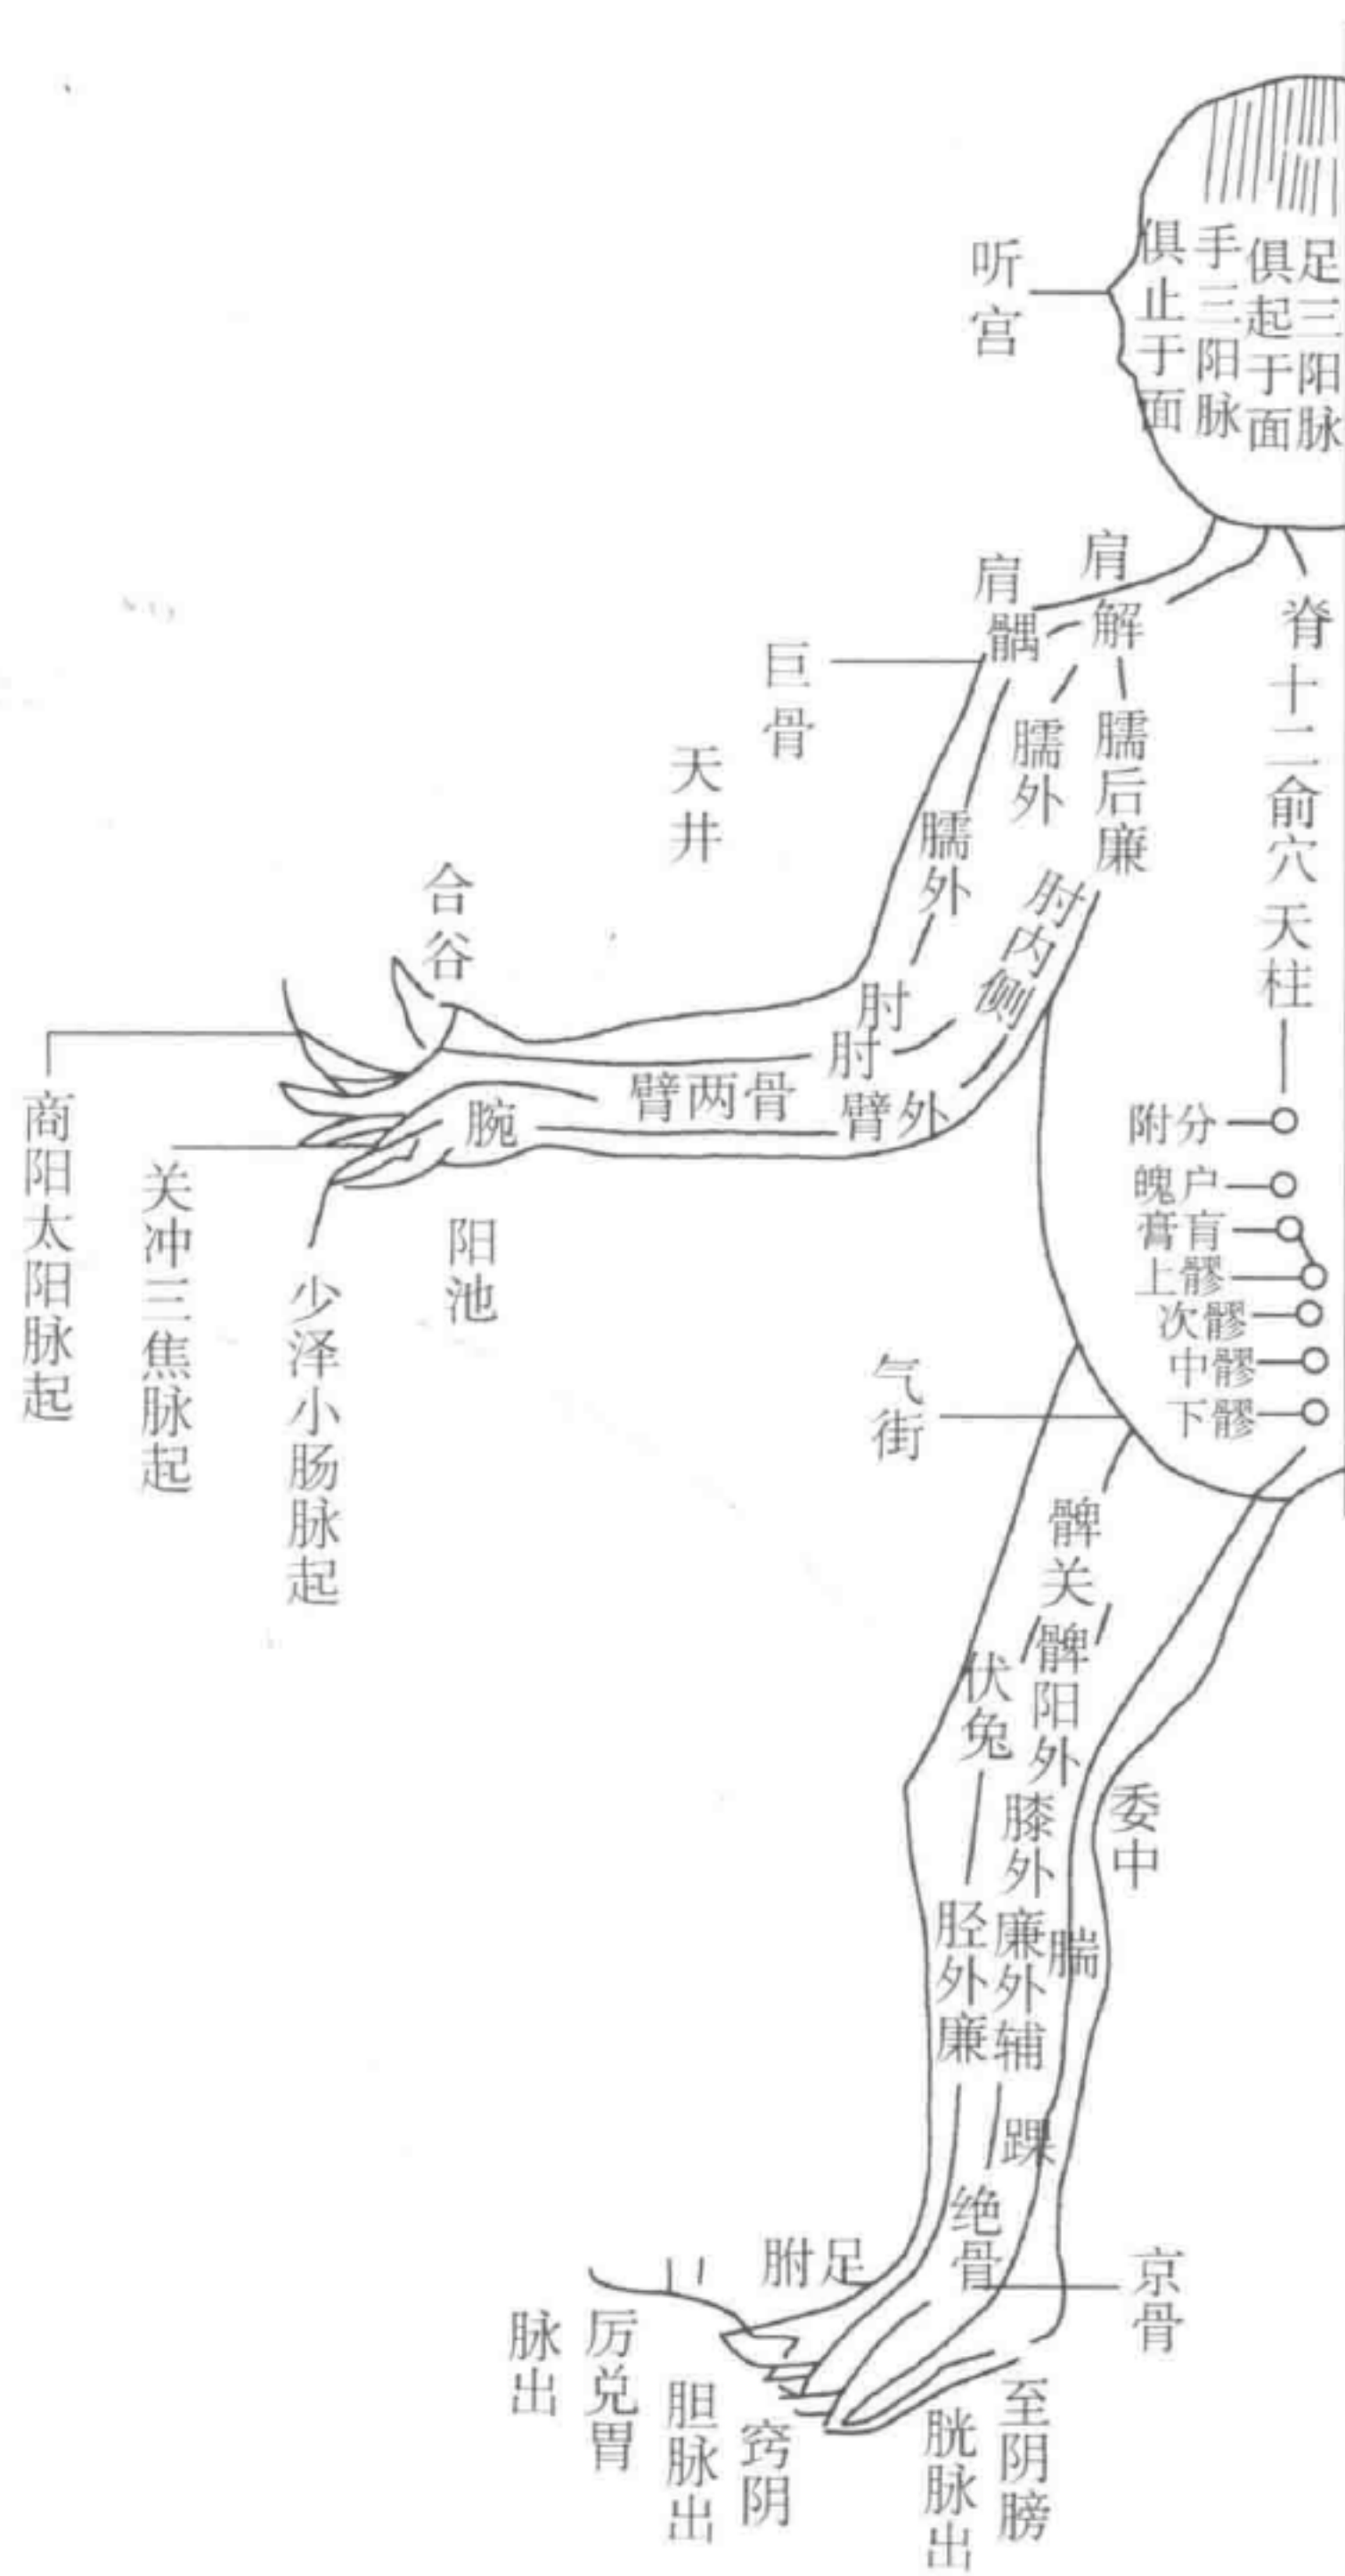 足三阳脉
俱起于面
手三阳脉
俱止于面
听宫
肩髃
肩解
巨骨
天井
合谷
臑外
臑外
臑后廉
肘内侧
肘
肘
臂两骨
臂外
腕
阳池
商阳太阳脉起
关冲三焦脉起
少泽小肠脉起
脊十二俞穴
天柱
附分
魄户
膏肓
上髎
次髎
中髎
下髎
气街
髀关
伏兔
髀阳外
膝外廉外辅
委中
腨
胫外廉
踝
绝骨
京骨
胕足
厉兑胃
脉出
窍阴
胆脉出
至阴膀
胱脉出